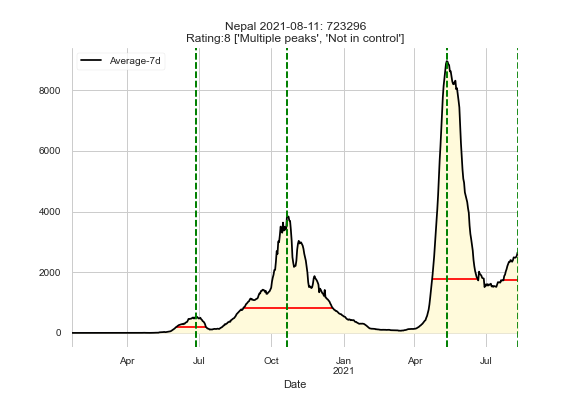 Nepal 2021-08-11: 723296
Rating:8 ['Multiple peaks', 'Not in control']
Average-7d
8000
6000
4000
2000
0
Apr Jul Oct Jan Apr Jul
2021
Date